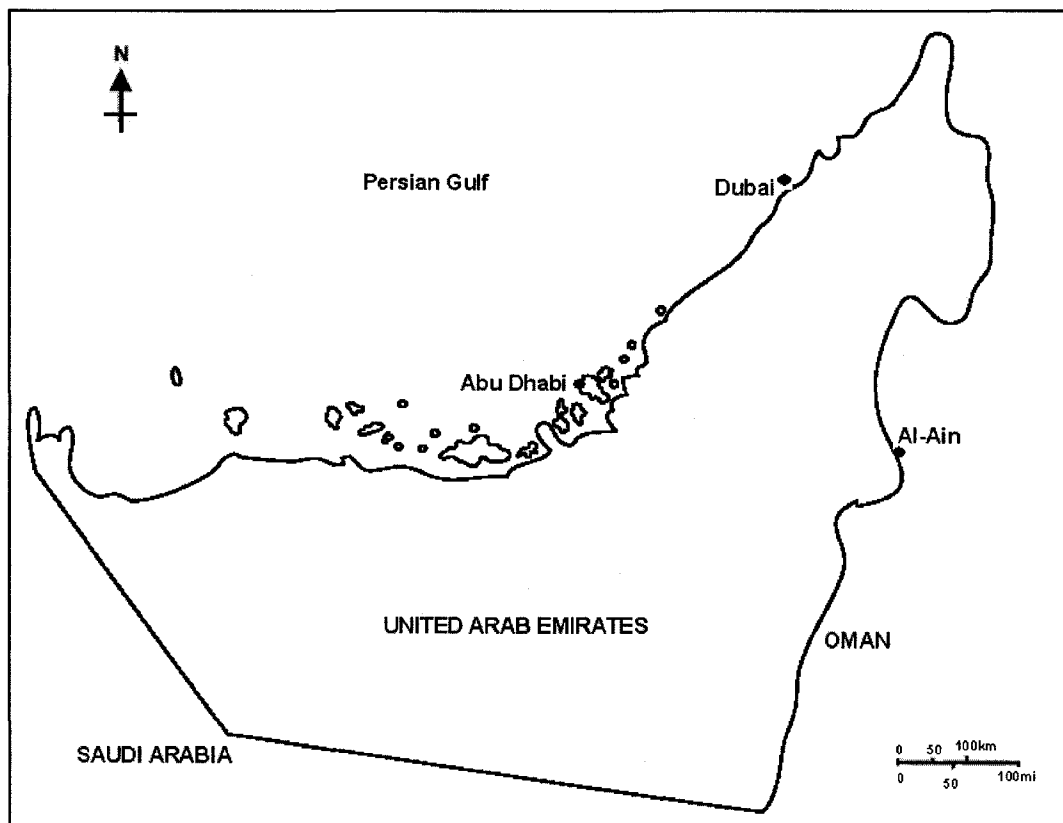 N
Persian Gulf
Dubai
Abu Dhabi
Al-Ain
UNITED ARAB EMIRATES
OMAN
SAUDI ARABIA
0 50 100km
0 50 100mi